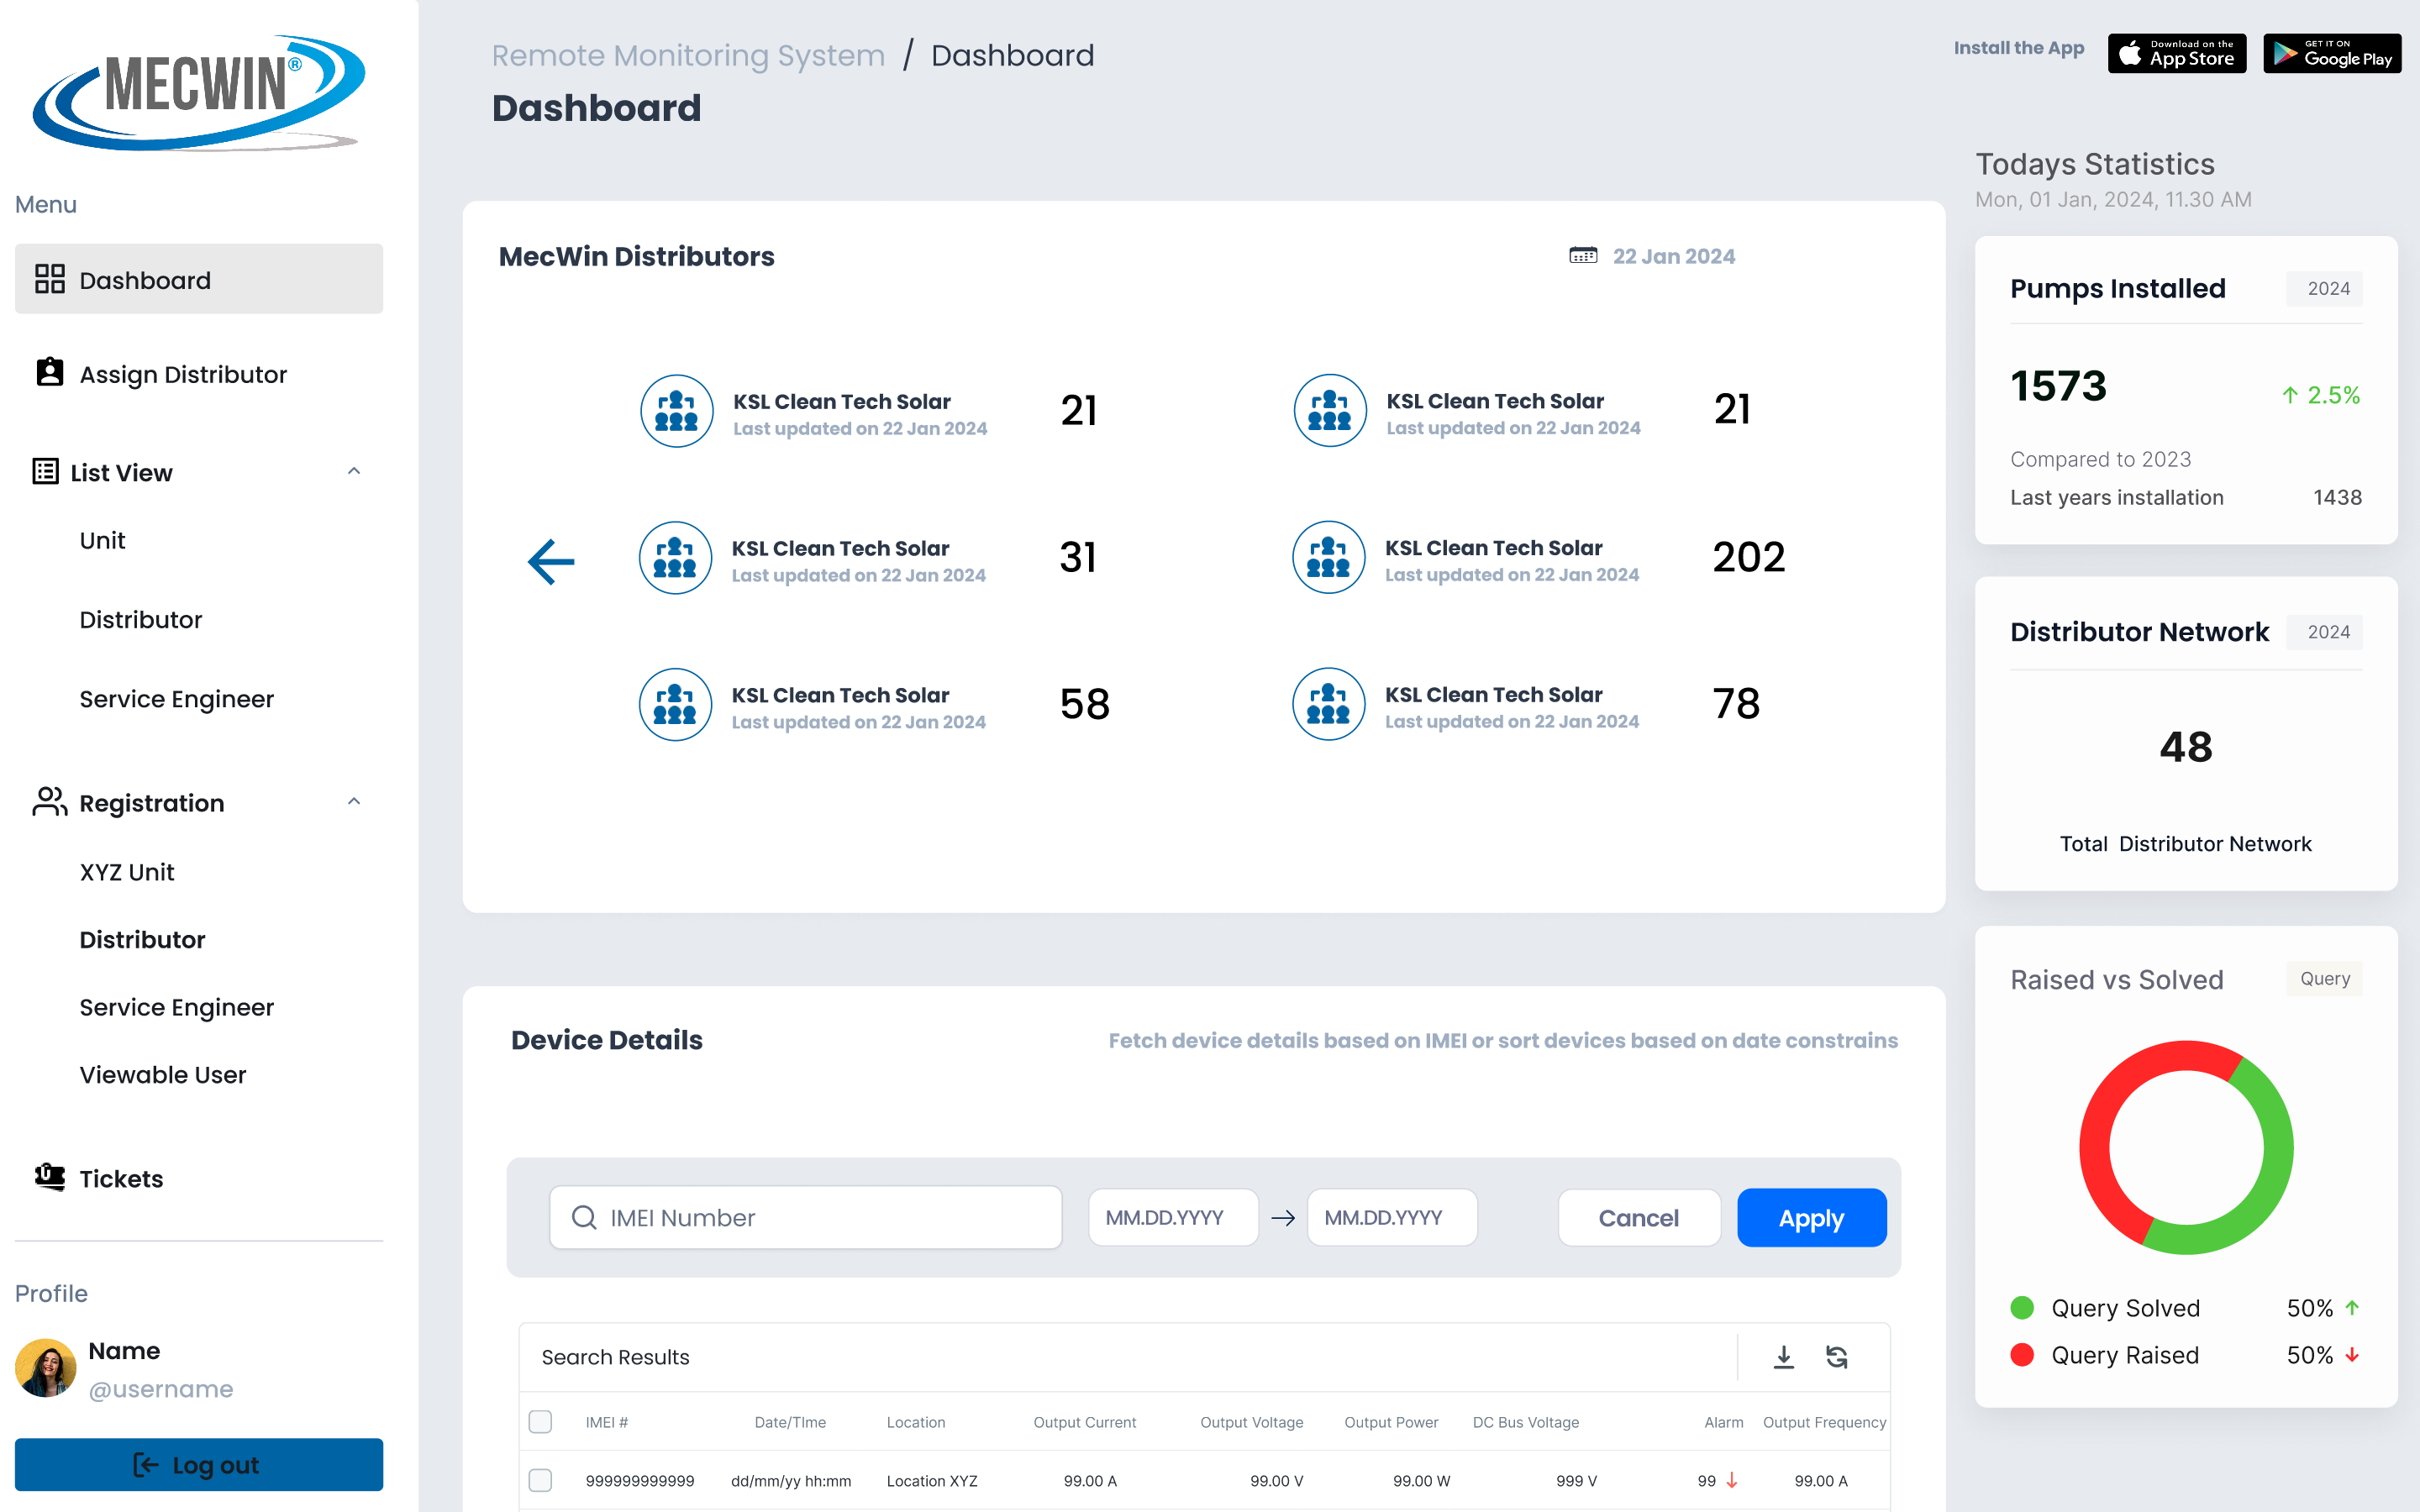 MECWIN®
Menu
Dashboard
Assign Distributor
List View
Unit
Distributor
Service Engineer
Registration
XYZ Unit
Distributor
Service Engineer
Viewable User
Tickets
Profile
Name
@username
Log out
Remote Monitoring System / Dashboard
Dashboard
Install the App
Download on the
App Store
GET IT ON
Google Play
MecWin Distributors
22 Jan 2024
KSL Clean Tech Solar 21
Last updated on 22 Jan 2024
KSL Clean Tech Solar 21
Last updated on 22 Jan 2024
KSL Clean Tech Solar 31
Last updated on 22 Jan 2024
KSL Clean Tech Solar 202
Last updated on 22 Jan 2024
KSL Clean Tech Solar 58
Last updated on 22 Jan 2024
KSL Clean Tech Solar 78
Last updated on 22 Jan 2024
Device Details
Fetch device details based on IMEI or sort devices based on date constrains
IMEI Number
MM.DD.YYYY → MM.DD.YYYY
Cancel
Apply
Search Results
IMEI # Date/TIme Location Output Current Output Voltage Output Power DC Bus Voltage Alarm Output Frequency
999999999999 dd/mm/yy hh:mm Location XYZ 99.00 A 99.00 V 99.00 W 999 V 99 ↓ 99.00 A
Todays Statistics
Mon, 01 Jan, 2024, 11.30 AM
Pumps Installed 2024
1573 ↑ 2.5%
Compared to 2023
Last years installation 1438
Distributor Network 2024
48
Total Distributor Network
Raised vs Solved Query
Query Solved 50% ↑
Query Raised 50% ↓